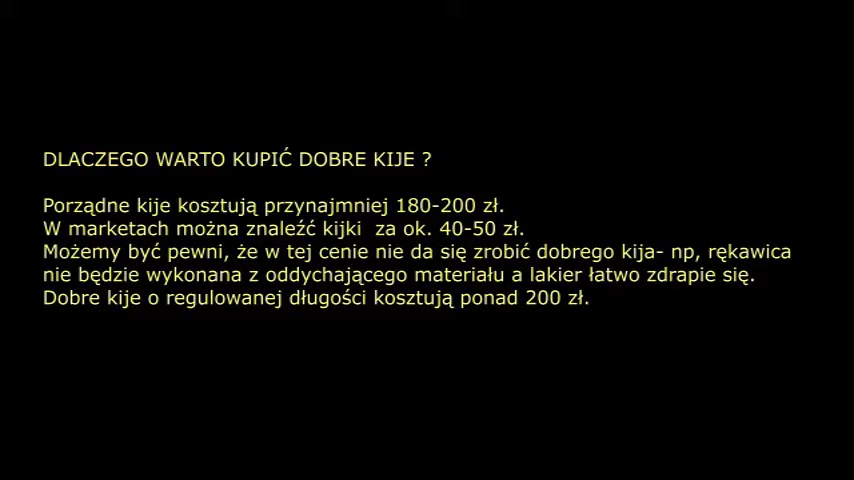 DLACZEGO WARTO KUPIĆ DOBRE KIJE ?
Porządne kije kosztują przynajmniej 180-200 zł.
W marketach można znaleźć kijki  za ok. 40-50 zł.
Możemy być pewni, że w tej cenie nie da się zrobić dobrego kija- np, rękawica
nie będzie wykonana z oddychającego materiału a lakier łatwo zdrapie się.
Dobre kije o regulowanej długości kosztują ponad 200 zł.